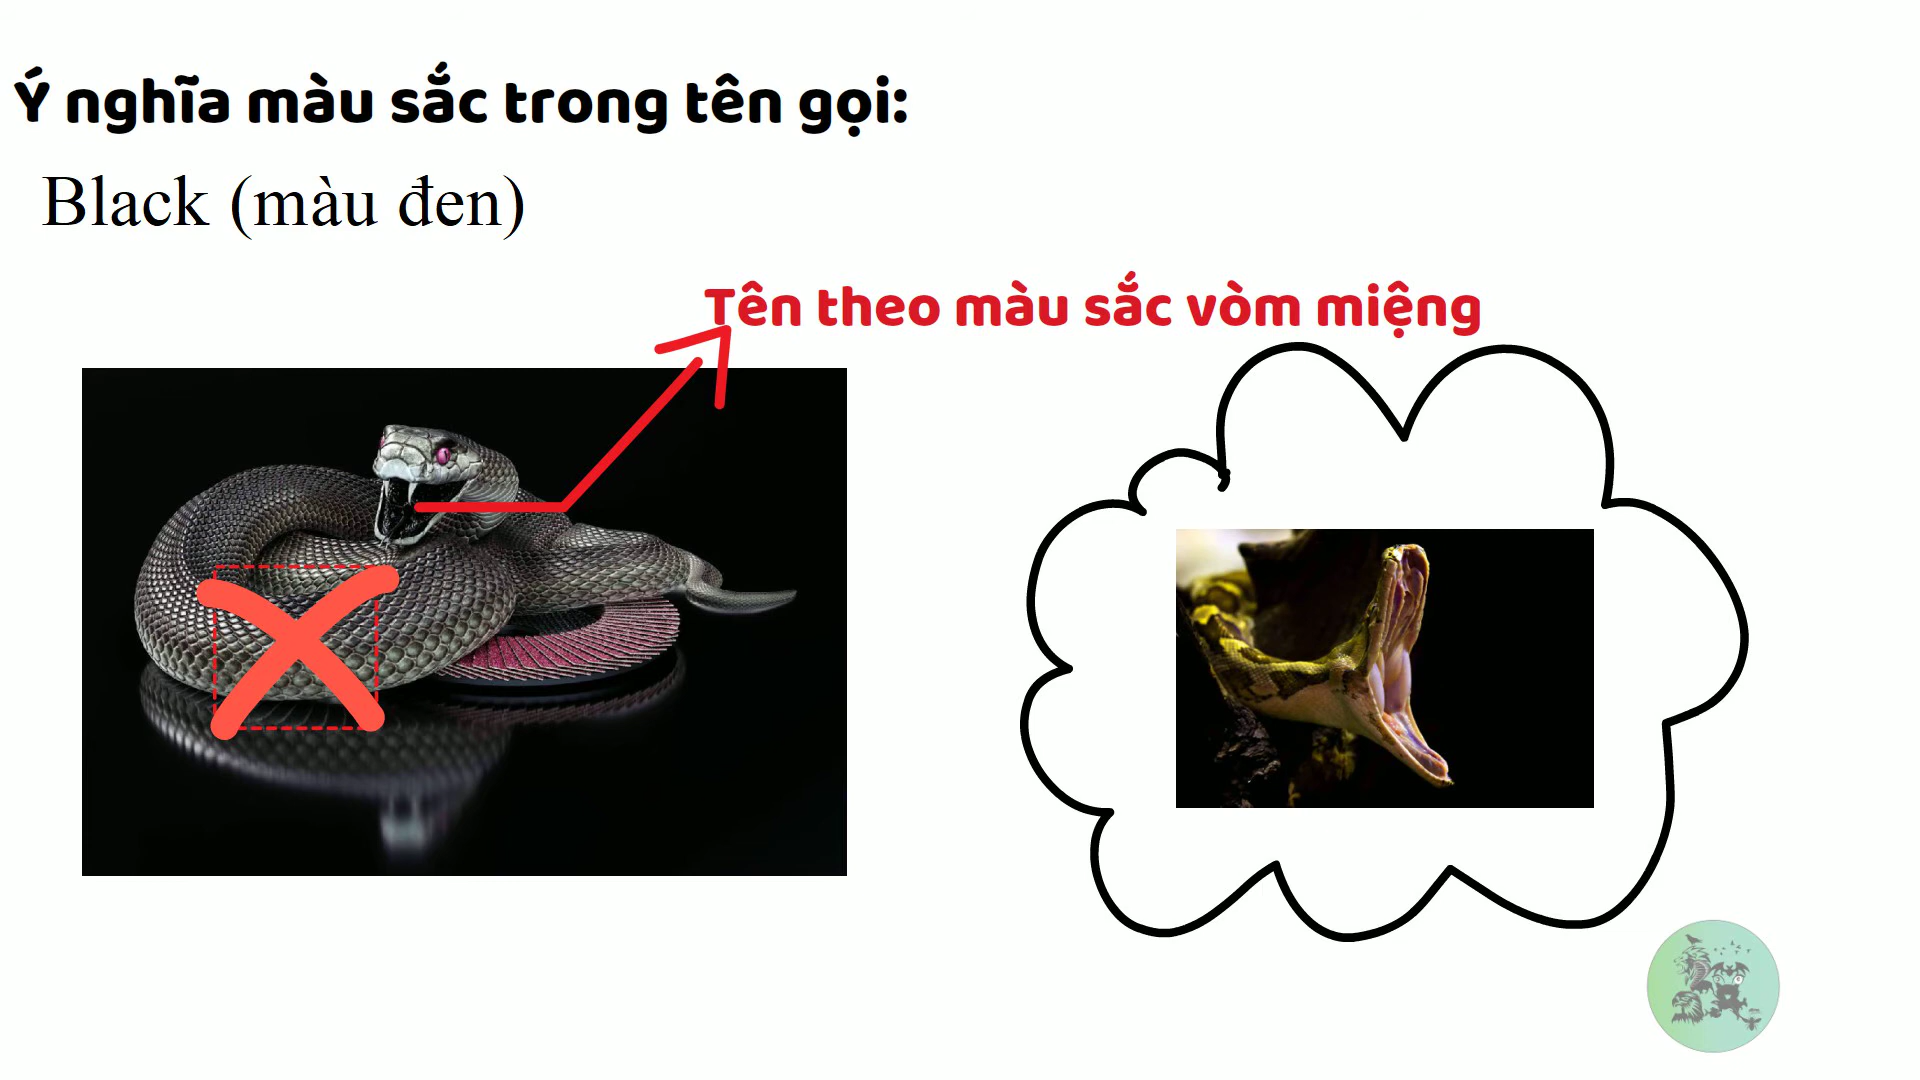 Ý nghĩa màu sắc trong tên gọi:
Black (màu đen)
Tên theo màu sắc vòm miệng